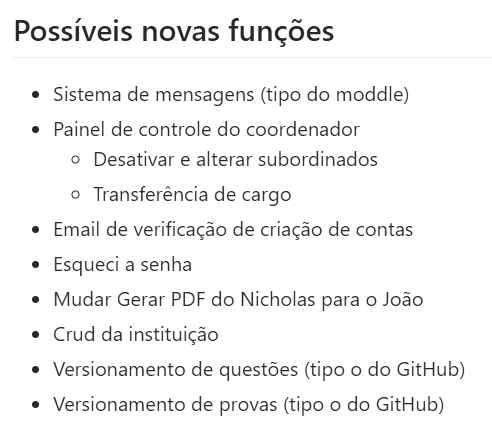 Possíveis novas funções
• Sistema de mensagens (tipo do moddle)
• Painel de controle do coordenador
◦ Desativar e alterar subordinados
◦ Transferência de cargo
• Email de verificação de criação de contas
• Esqueci a senha
• Mudar Gerar PDF do Nicholas para o João
• Crud da instituição
• Versionamento de questões (tipo o do GitHub)
• Versionamento de provas (tipo o do GitHub)